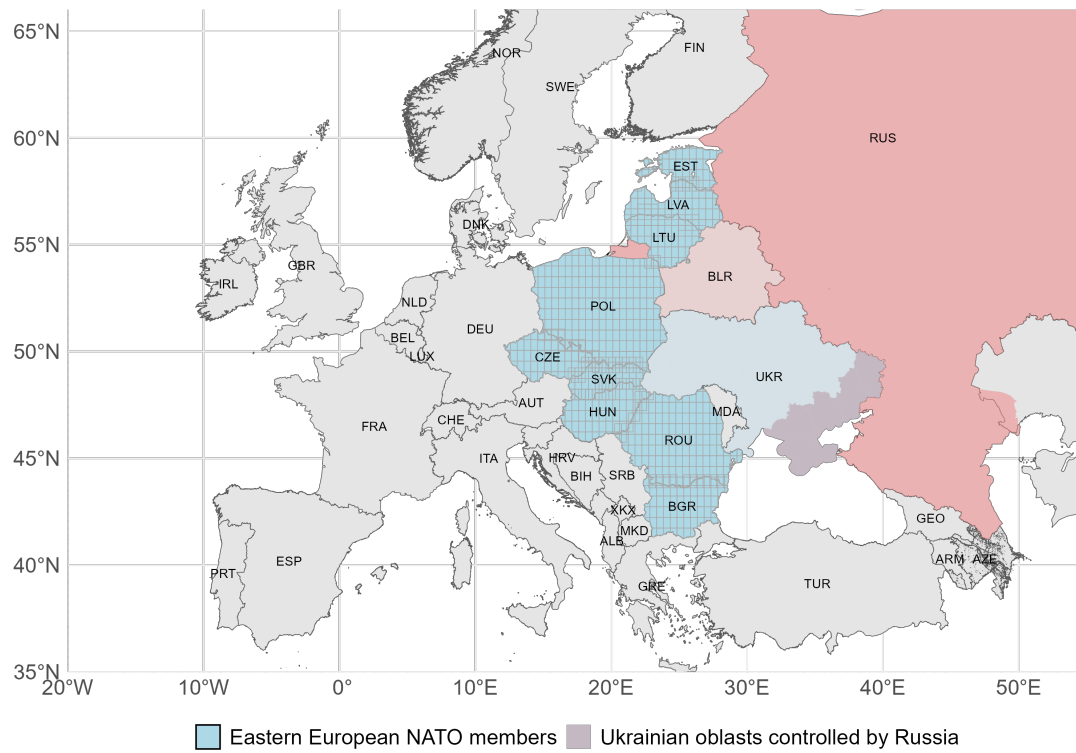 65°N
FIN
NOR
SWE
60°N
RUS
EST
LVA
DNK
LTU
55°N
GBR
BLR
IRL
NLD
POL
DEU
BEL
50°N
LUX
CZE
UKR
SVK
AUT
HUN
MDA
CHE
FRA
ROU
45°N
ITA
HRV
BIH
SRB
BGR
XKX
GEO
MKD
ALB
40°N
ESP
ARM
AZE
PRT
GRE
TUR
35°N
20°W
10°W
0°
10°E
20°E
30°E
40°E
50°E
Eastern European NATO members
Ukrainian oblasts controlled by Russia